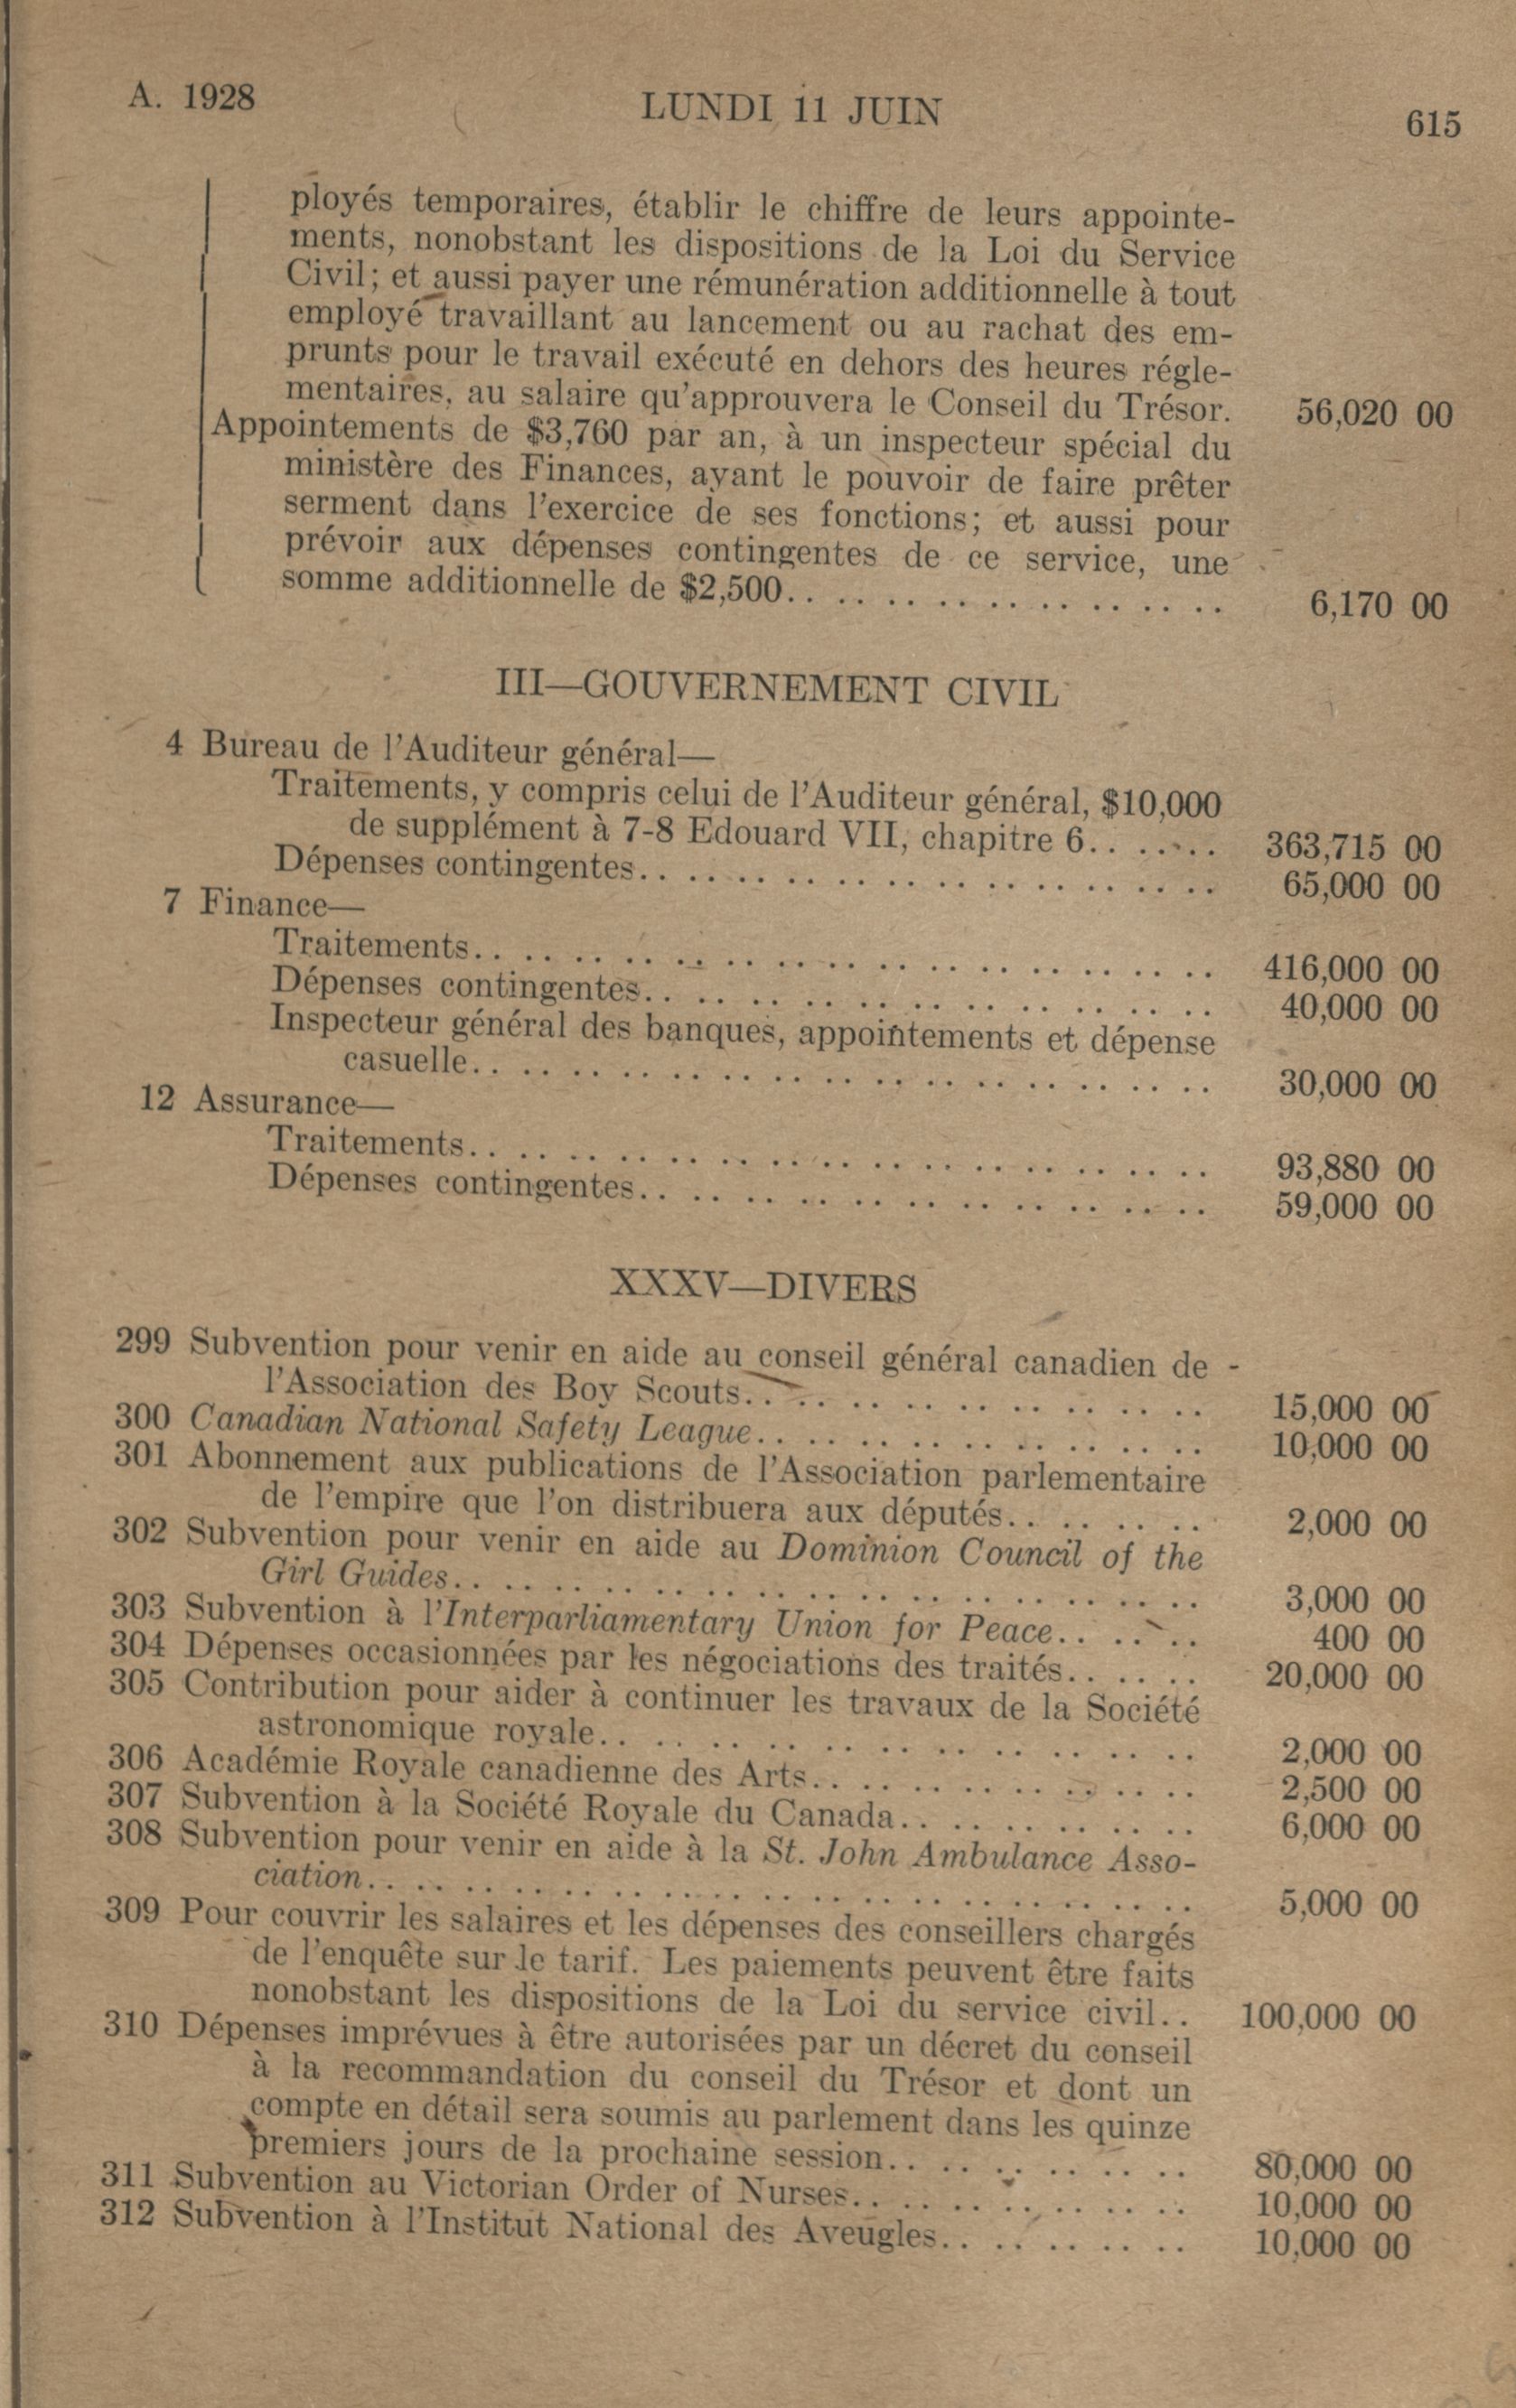 A. 1928
LUNDI 11 JUIN
615
ployés temporaires, établir le chiffre de leurs appointe-
ments, nonobstant les dispositions de la Loi du Service
Civil; et aussi payer une rémunération additionnelle à tout
employé travaillant au lancement ou au rachat des em-
prunts pour le travail exécuté en dehors des heures régle-
mentaires, au salaire qu'approuvera le Conseil du Trésor. 56,020 00
Appointements de $3,760 par an, à un inspecteur spécial du
ministère des Finances, ayant le pouvoir de faire prêter
serment dans l'exercice de ses fonctions; et aussi pour
prévoir aux dépenses contingentes de ce service, une
somme additionnelle de $2,500.. .. .. .. .. .. .. .. .. 6,170 00
III—GOUVERNEMENT CIVIL
4 Bureau de l'Auditeur général—
Traitements, y compris celui de l'Auditeur général, $10,000
de supplément à 7-8 Edouard VII, chapitre 6.. .. .. 363,715 00
Dépenses contingentes.. .. .. .. .. .. .. .. .. .. .. .. 65,000 00
7 Finance—
Traitements.. .. .. .. .. .. .. .. .. .. .. .. .. .. .. 416,000 00
Dépenses contingentes.. .. .. .. .. .. .. .. .. .. .. .. 40,000 00
Inspecteur général des banques, appointements et dépense
casuelle.. .. .. .. .. .. .. .. .. .. .. .. .. .. .. 30,000 00
12 Assurance—
Traitements.. .. .. .. .. .. .. .. .. .. .. .. .. .. .. 93,880 00
Dépenses contingentes.. .. .. .. .. .. .. .. .. .. .. 59,000 00
XXXV—DIVERS
299 Subvention pour venir en aide au conseil général canadien de -
l'Association des Boy Scouts.. .. .. .. .. .. .. .. .. 15,000 00
300 Canadian National Safety League.. .. .. .. .. .. .. .. .. 10,000 00
301 Abonnement aux publications de l'Association parlementaire
de l'empire que l'on distribuera aux députés.. .. .. .. 2,000 00
302 Subvention pour venir en aide au Dominion Council of the
Girl Guides.. .. .. .. .. .. .. .. .. .. .. .. .. .. .. 3,000 00
303 Subvention à l'Interparliamentary Union for Peace.. .. .. 400 00
304 Dépenses occasionnées par les négociations des traités.. .. .. 20,000 00
305 Contribution pour aider à continuer les travaux de la Société
astronomique royale.. .. .. .. .. .. .. .. .. .. .. 2,000 00
306 Académie Royale canadienne des Arts.. .. .. .. .. .. .. .. 2,500 00
307 Subvention à la Société Royale du Canada.. .. .. .. .. .. 6,000 00
308 Subvention pour venir en aide à la St. John Ambulance Asso-
ciation.. .. .. .. .. .. .. .. .. .. .. .. .. .. .. .. .. 5,000 00
309 Pour couvrir les salaires et les dépenses des conseillers chargés
de l'enquête sur le tarif. Les paiements peuvent être faits
nonobstant les dispositions de la Loi du service civil.. 100,000 00
310 Dépenses imprévues à être autorisées par un décret du conseil
à la recommandation du conseil du Trésor et dont un
compte en détail sera soumis au parlement dans les quinze
premiers jours de la prochaine session.. .. .. .. .. .. 80,000 00
311 Subvention au Victorian Order of Nurses.. .. .. .. .. .. .. 10,000 00
312 Subvention à l'Institut National des Aveugles.. .. .. .. .. 10,000 00